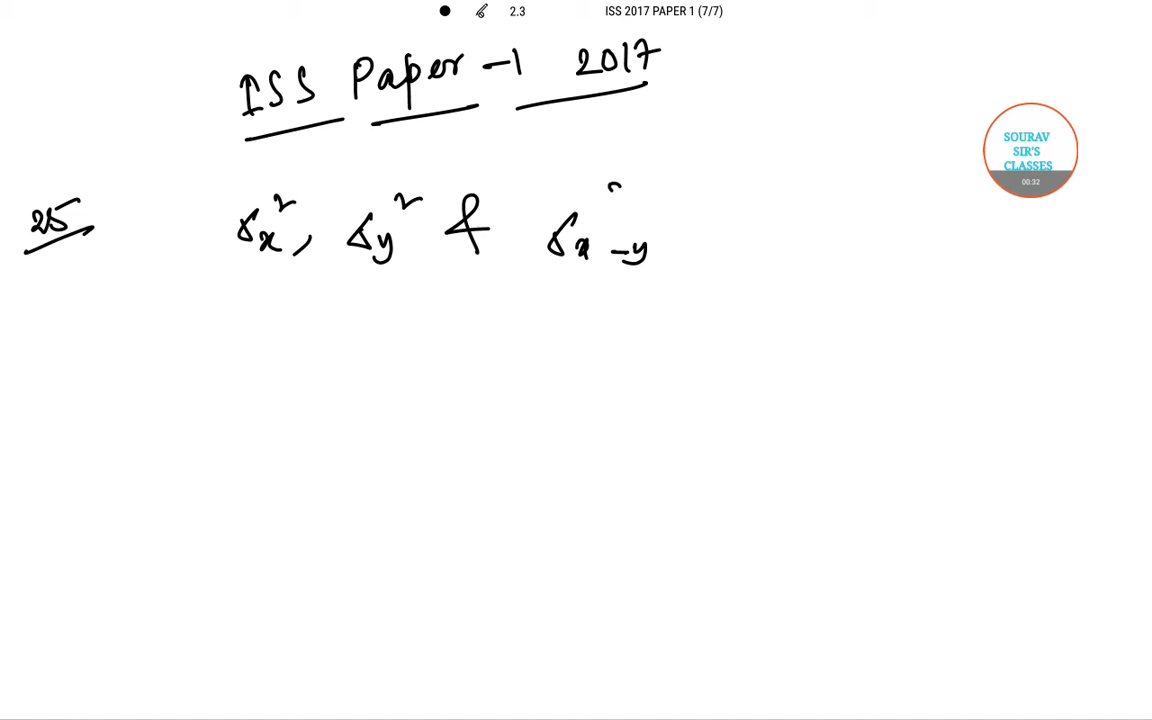 2.3 ISS 2017 PAPER 1 (7/7)
ISS Paper -1 2017
SOURAV
SIR'S
CLASSES
00:32
25 σx², σy² & σx-y